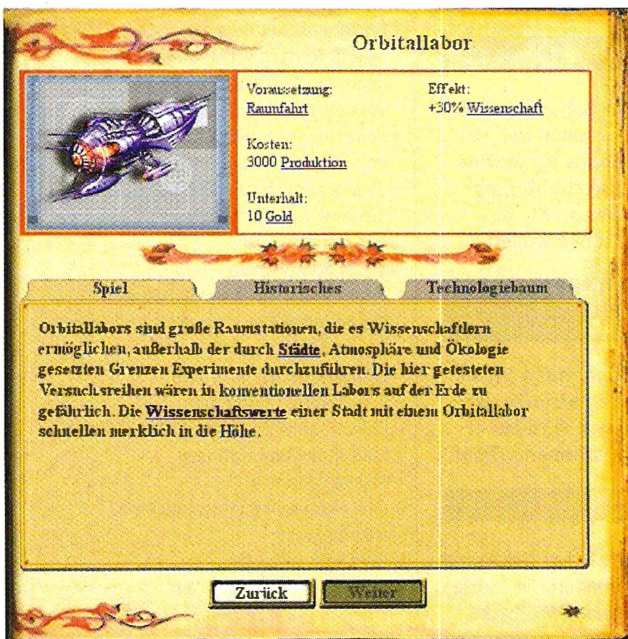 Orbitallabor
Voraussetzung:
Raumfahrt
Effekt:
+30% Wissenschaft
Kosten:
3000 Produktion
Unterhalt:
10 Gold
Spiel
Historisches
Technologiebaum
Orbitallabors sind große Raumstationen, die es Wissenschaftlern
ermöglichen, außerhalb der durch Städte, Atmosphäre und Ökologie
gesetzten Grenzen Experimente durchzuführen. Die hier getesteten
Versuchsreihen wären in konventionellen Labors auf der Erde zu
gefährlich. Die Wissenschaftswerte einer Stadt mit einem Orbitallabor
schnellen merklich in die Höhe.
Zurück
Weiter